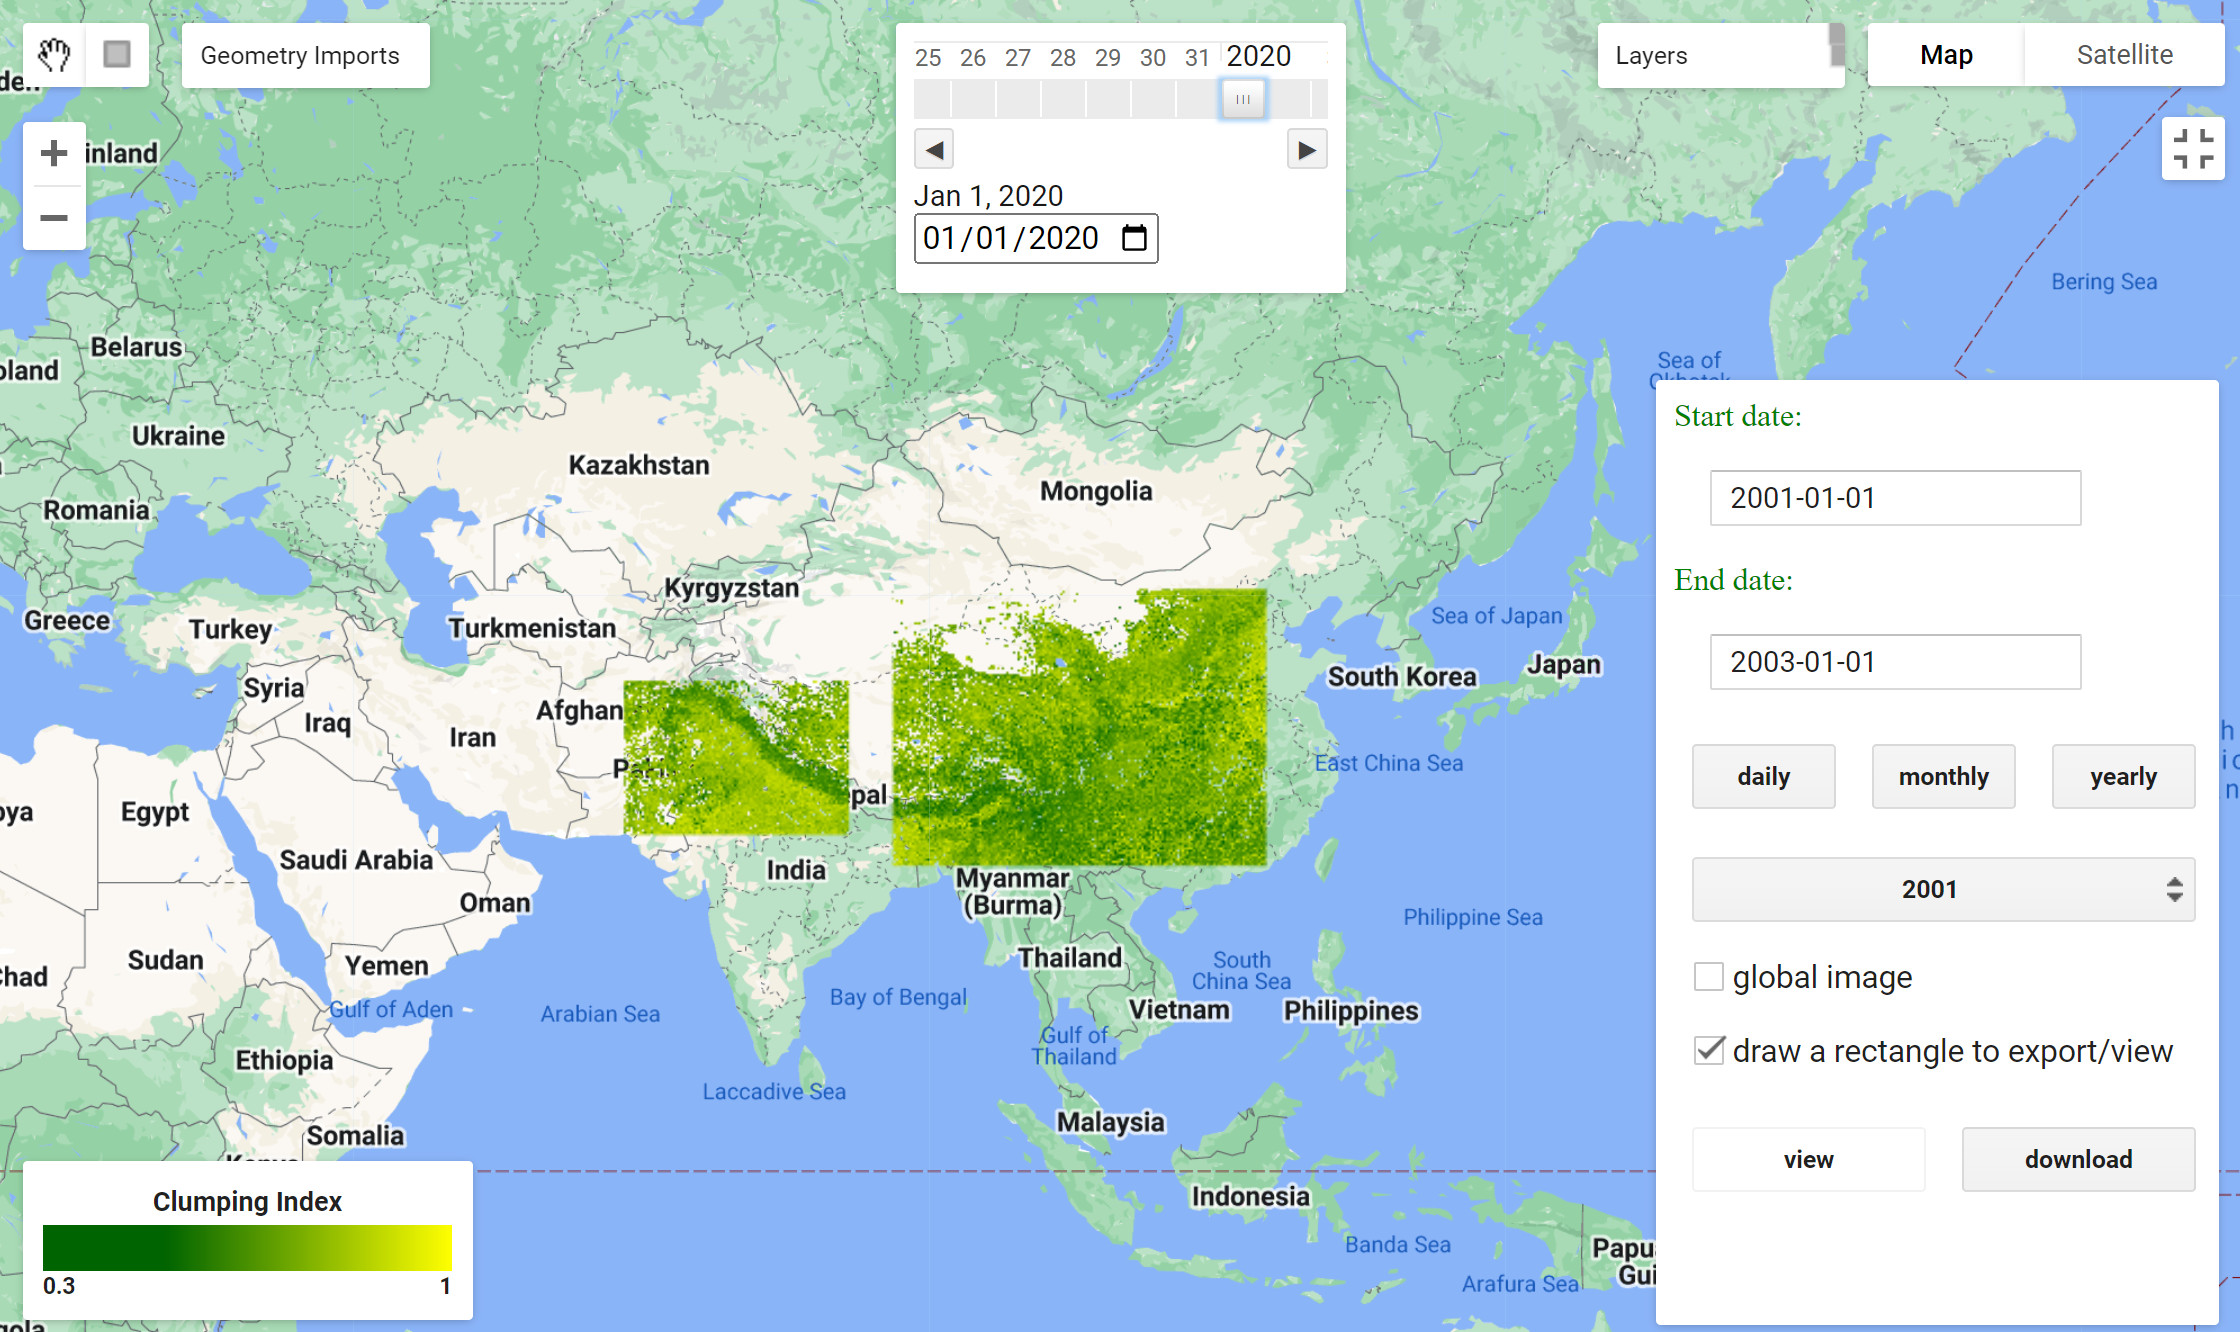 Geometry Imports
25 26 27 28 29 30 31 2020
Jan 1, 2020
01/01/2020
Layers
Map
Satellite
+
−
inland
Belarus
oland
Ukraine
Romania
Greece
Turkey
Syria
Iraq
Iran
Egypt
Saudi Arabia
Oman
Sudan
Yemen
Gulf of Aden
Ethiopia
Somalia
Kazakhstan
Kyrgyzstan
Turkmenistan
Afghan
pal
India
Mongolia
Myanmar
(Burma)
Thailand
Vietnam
Gulf of
Thailand
Malaysia
Indonesia
Philippines
South Korea
Japan
Sea of Japan
East China Sea
Philippine Sea
South
China Sea
Bay of Bengal
Arabian Sea
Laccadive Sea
Banda Sea
Arafura Sea
Papu
Gui
Bering Sea
Sea of
Start date:
2001-01-01
End date:
2003-01-01
daily
monthly
yearly
2001
global image
draw a rectangle to export/view
view
download
Clumping Index
0.3
1